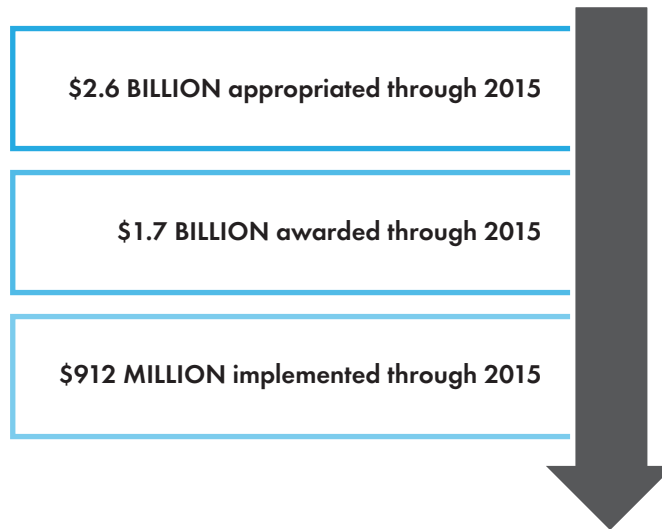 $2.6 BILLION appropriated through 2015
$1.7 BILLION awarded through 2015
$912 MILLION implemented through 2015